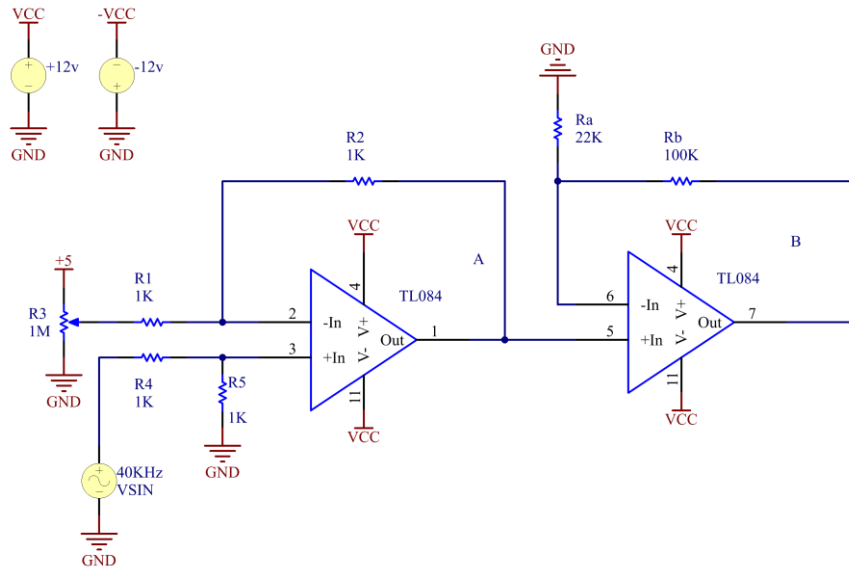 VCC
-VCC
+12v
-12v
GND
GND
GND
Ra
22K
R2
1K
Rb
100K
VCC
VCC
A
B
+5
R1
1K
TL084
TL084
4
4
R3
1M
2
-In
V+
6
-In
V+
Out
1
5
+In
V-
Out
7
3
+In
V-
R4
1K
R5
1K
11
11
GND
GND
VCC
VCC
40KHz
VSIN
GND